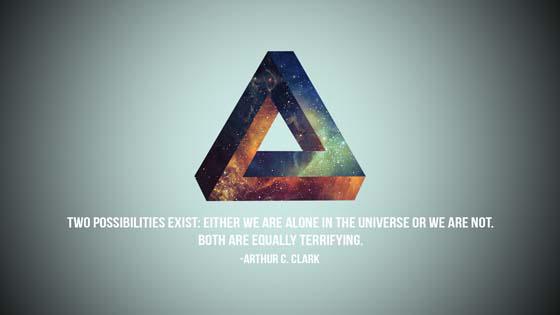 TWO POSSIBILITIES EXIST: EITHER WE ARE ALONE IN THE UNIVERSE OR WE ARE NOT.
BOTH ARE EQUALLY TERRIFYING.
-ARTHUR C. CLARK